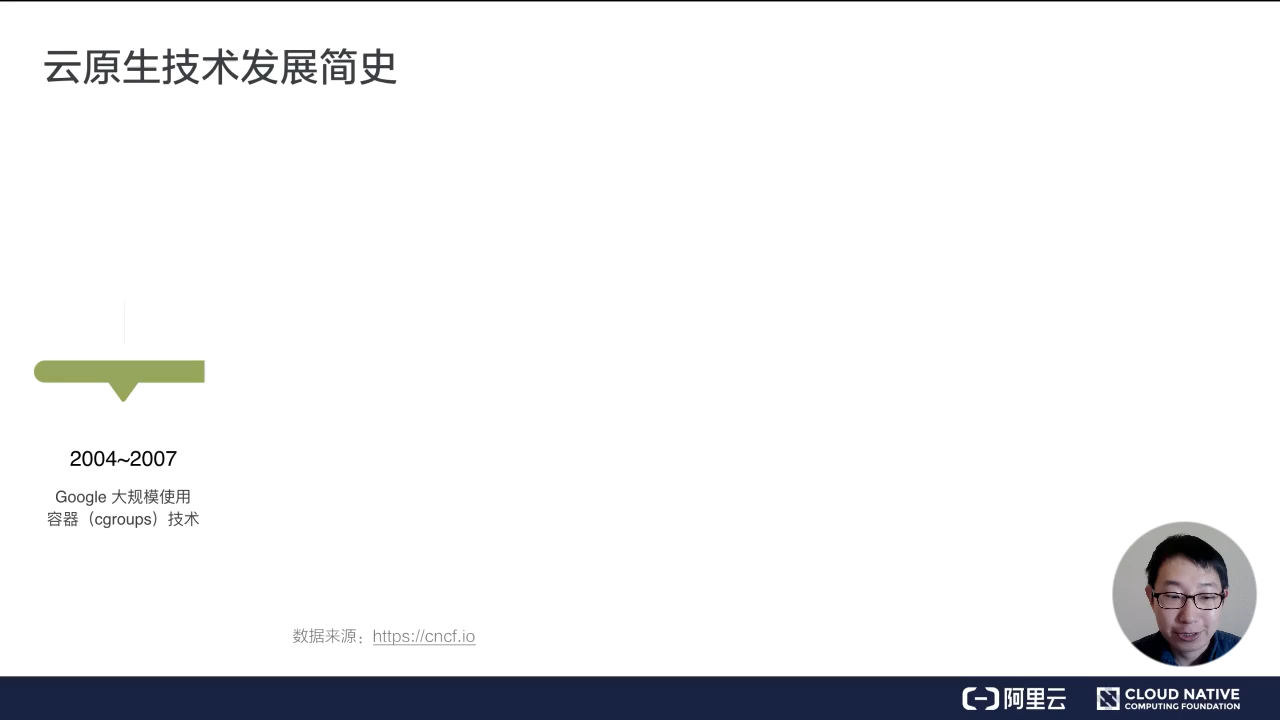 云原生技术发展简史
2004~2007
Google 大规模使用
容器（cgroups）技术
数据来源：https://cncf.io
阿里云
CLOUD NATIVE
COMPUTING FOUNDATION